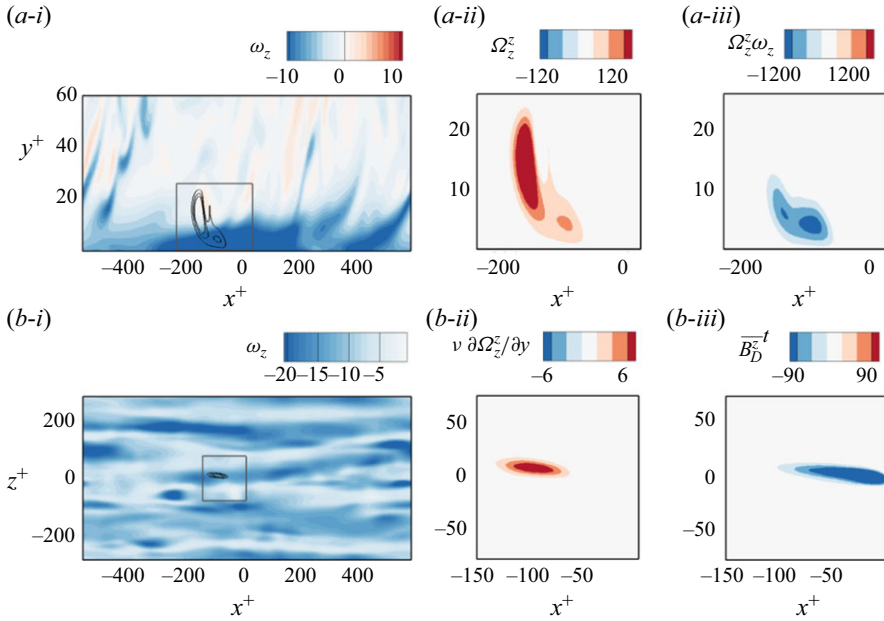 (a-i)
ω_z
−10 0 10
60
40
20
y⁺
−400 −200 0 200 400
x⁺
(a-ii)
Ω_z^z
−120 120
20
10
−200 0
x⁺
(a-iii)
Ω_z^z ω_z
−1200 1200
20
10
−200 0
x⁺
(b-i)
ω_z
−20 −15 −10 −5
200
0
−200
z⁺
−400 −200 0 200 400
x⁺
(b-ii)
ν ∂Ω_z^z/∂y
−6 6
50
0
−50
−150 −100 −50
x⁺
(b-iii)
\overline{B_D^z}^t
−90 90
50
0
−50
−150 −100 −50
x⁺